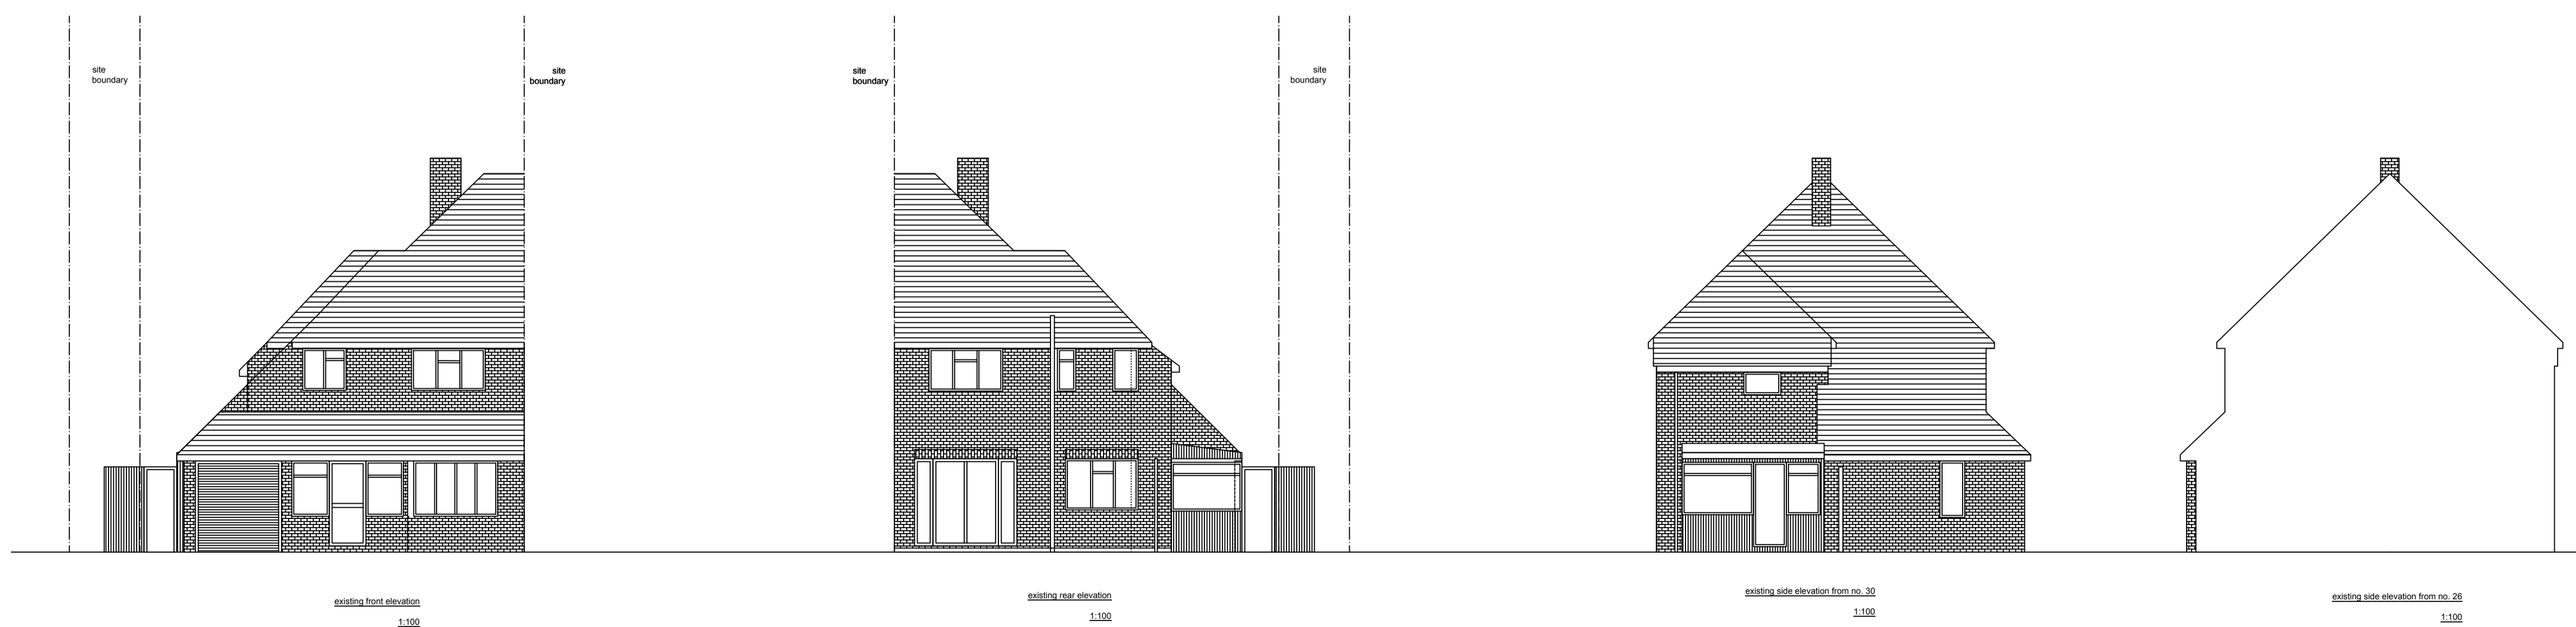 site
boundary
site
boundary
site
boundary
site
boundary
existing front elevation
1:100
existing rear elevation
1:100
existing side elevation from no. 30
1:100
existing side elevation from no. 26
1:100